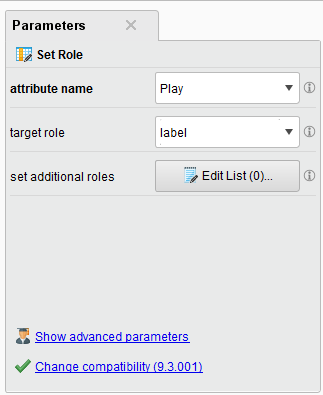 Parameters
Set Role
attribute name Play
target role label
set additional roles Edit List (0)...
Show advanced parameters
Change compatibility (9.3.001)